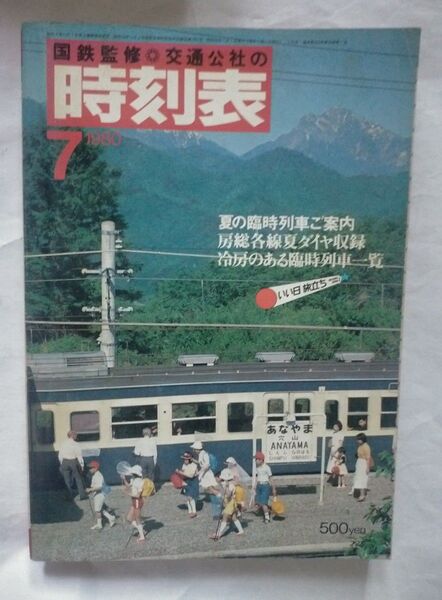 国鉄監修 交通公社の
時刻表
7
1980
夏の臨時列車ご案内
房総各線夏ダイヤ収録
冷房のある臨時列車一覧
いい日旅立ち
あなやま
穴山
ANAYAMA
500yen